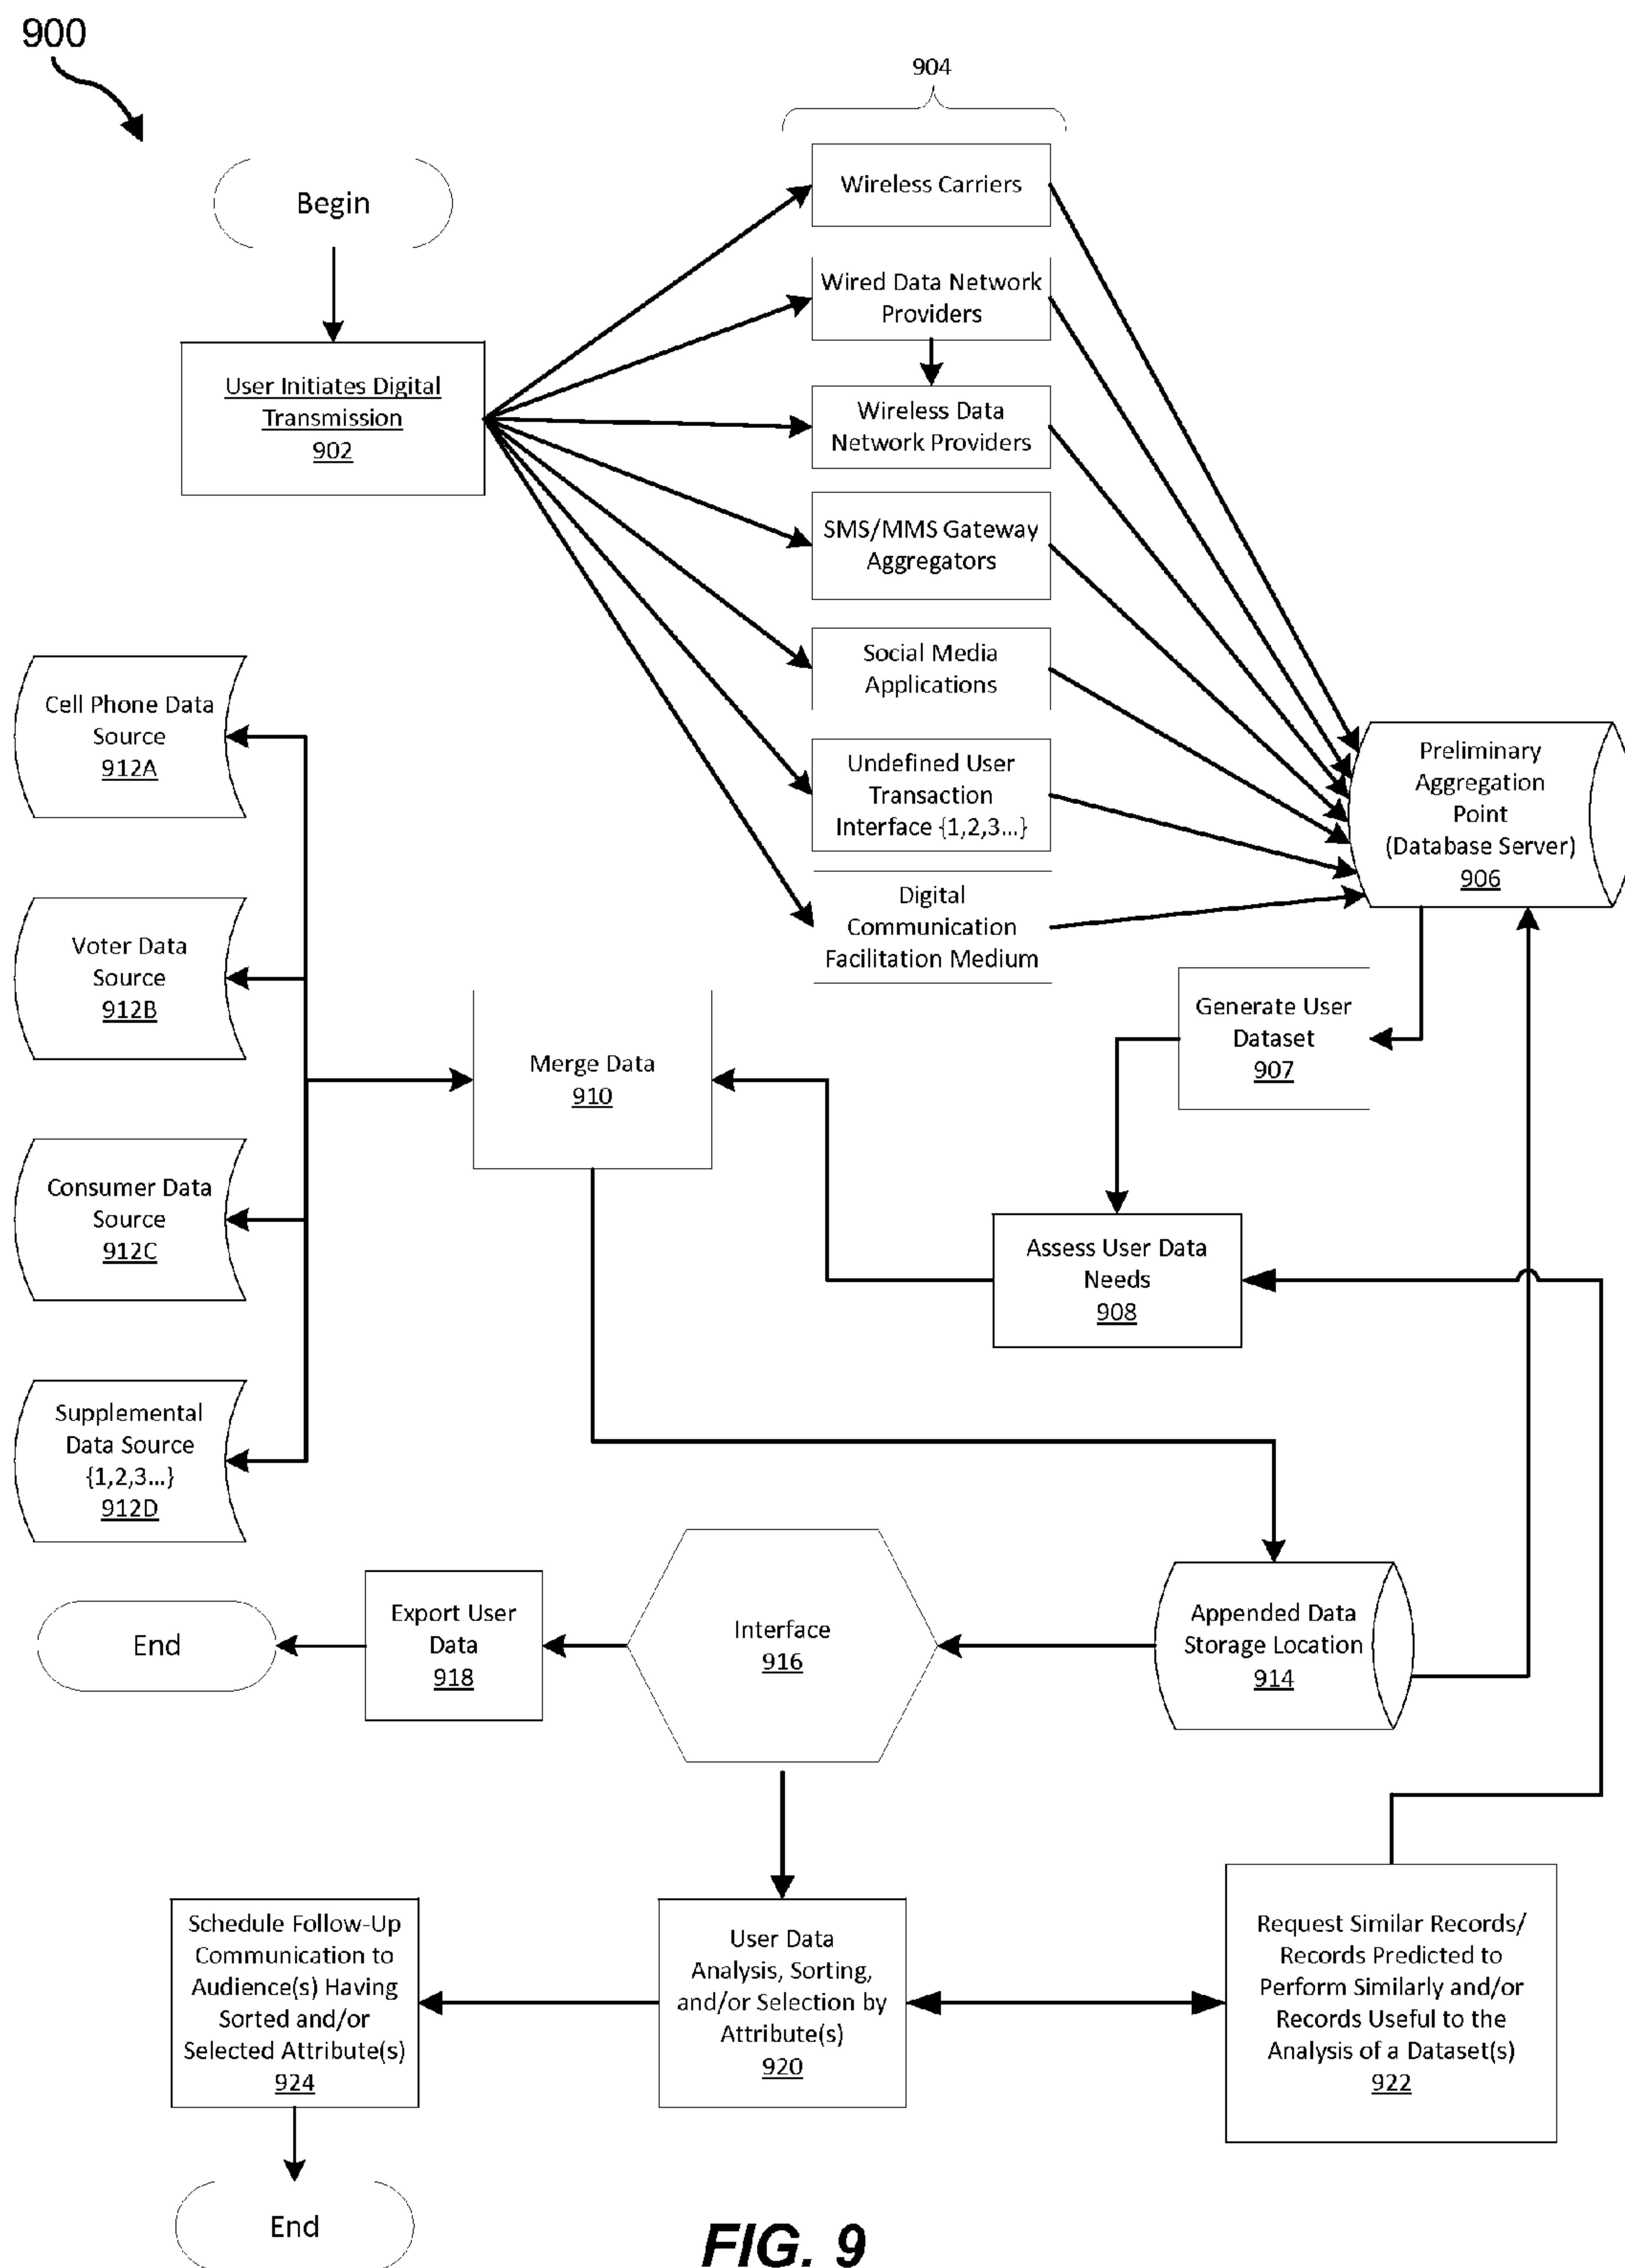 900
904
Begin
Wireless Carriers
Wired Data Network
Providers
User Initiates Digital
Transmission
902
Wireless Data
Network Providers
SMS/MMS Gateway
Aggregators
Social Media
Applications
Undefined User
Transaction
Interface {1,2,3...}
Digital
Communication
Facilitation Medium
Preliminary
Aggregation
Point
(Database Server)
906
Cell Phone Data
Source
912A
Voter Data
Source
912B
Consumer Data
Source
912C
Supplemental
Data Source
{1,2,3...}
912D
Merge Data
910
Generate User
Dataset
907
Assess User Data
Needs
908
End
Export User
Data
918
Interface
916
Appended Data
Storage Location
914
Schedule Follow-Up
Communication to
Audience(s) Having
Sorted and/or
Selected Attribute(s)
924
User Data
Analysis, Sorting,
and/or Selection by
Attribute(s)
920
Request Similar Records/
Records Predicted to
Perform Similarly and/or
Records Useful to the
Analysis of a Dataset(s)
922
End
FIG. 9